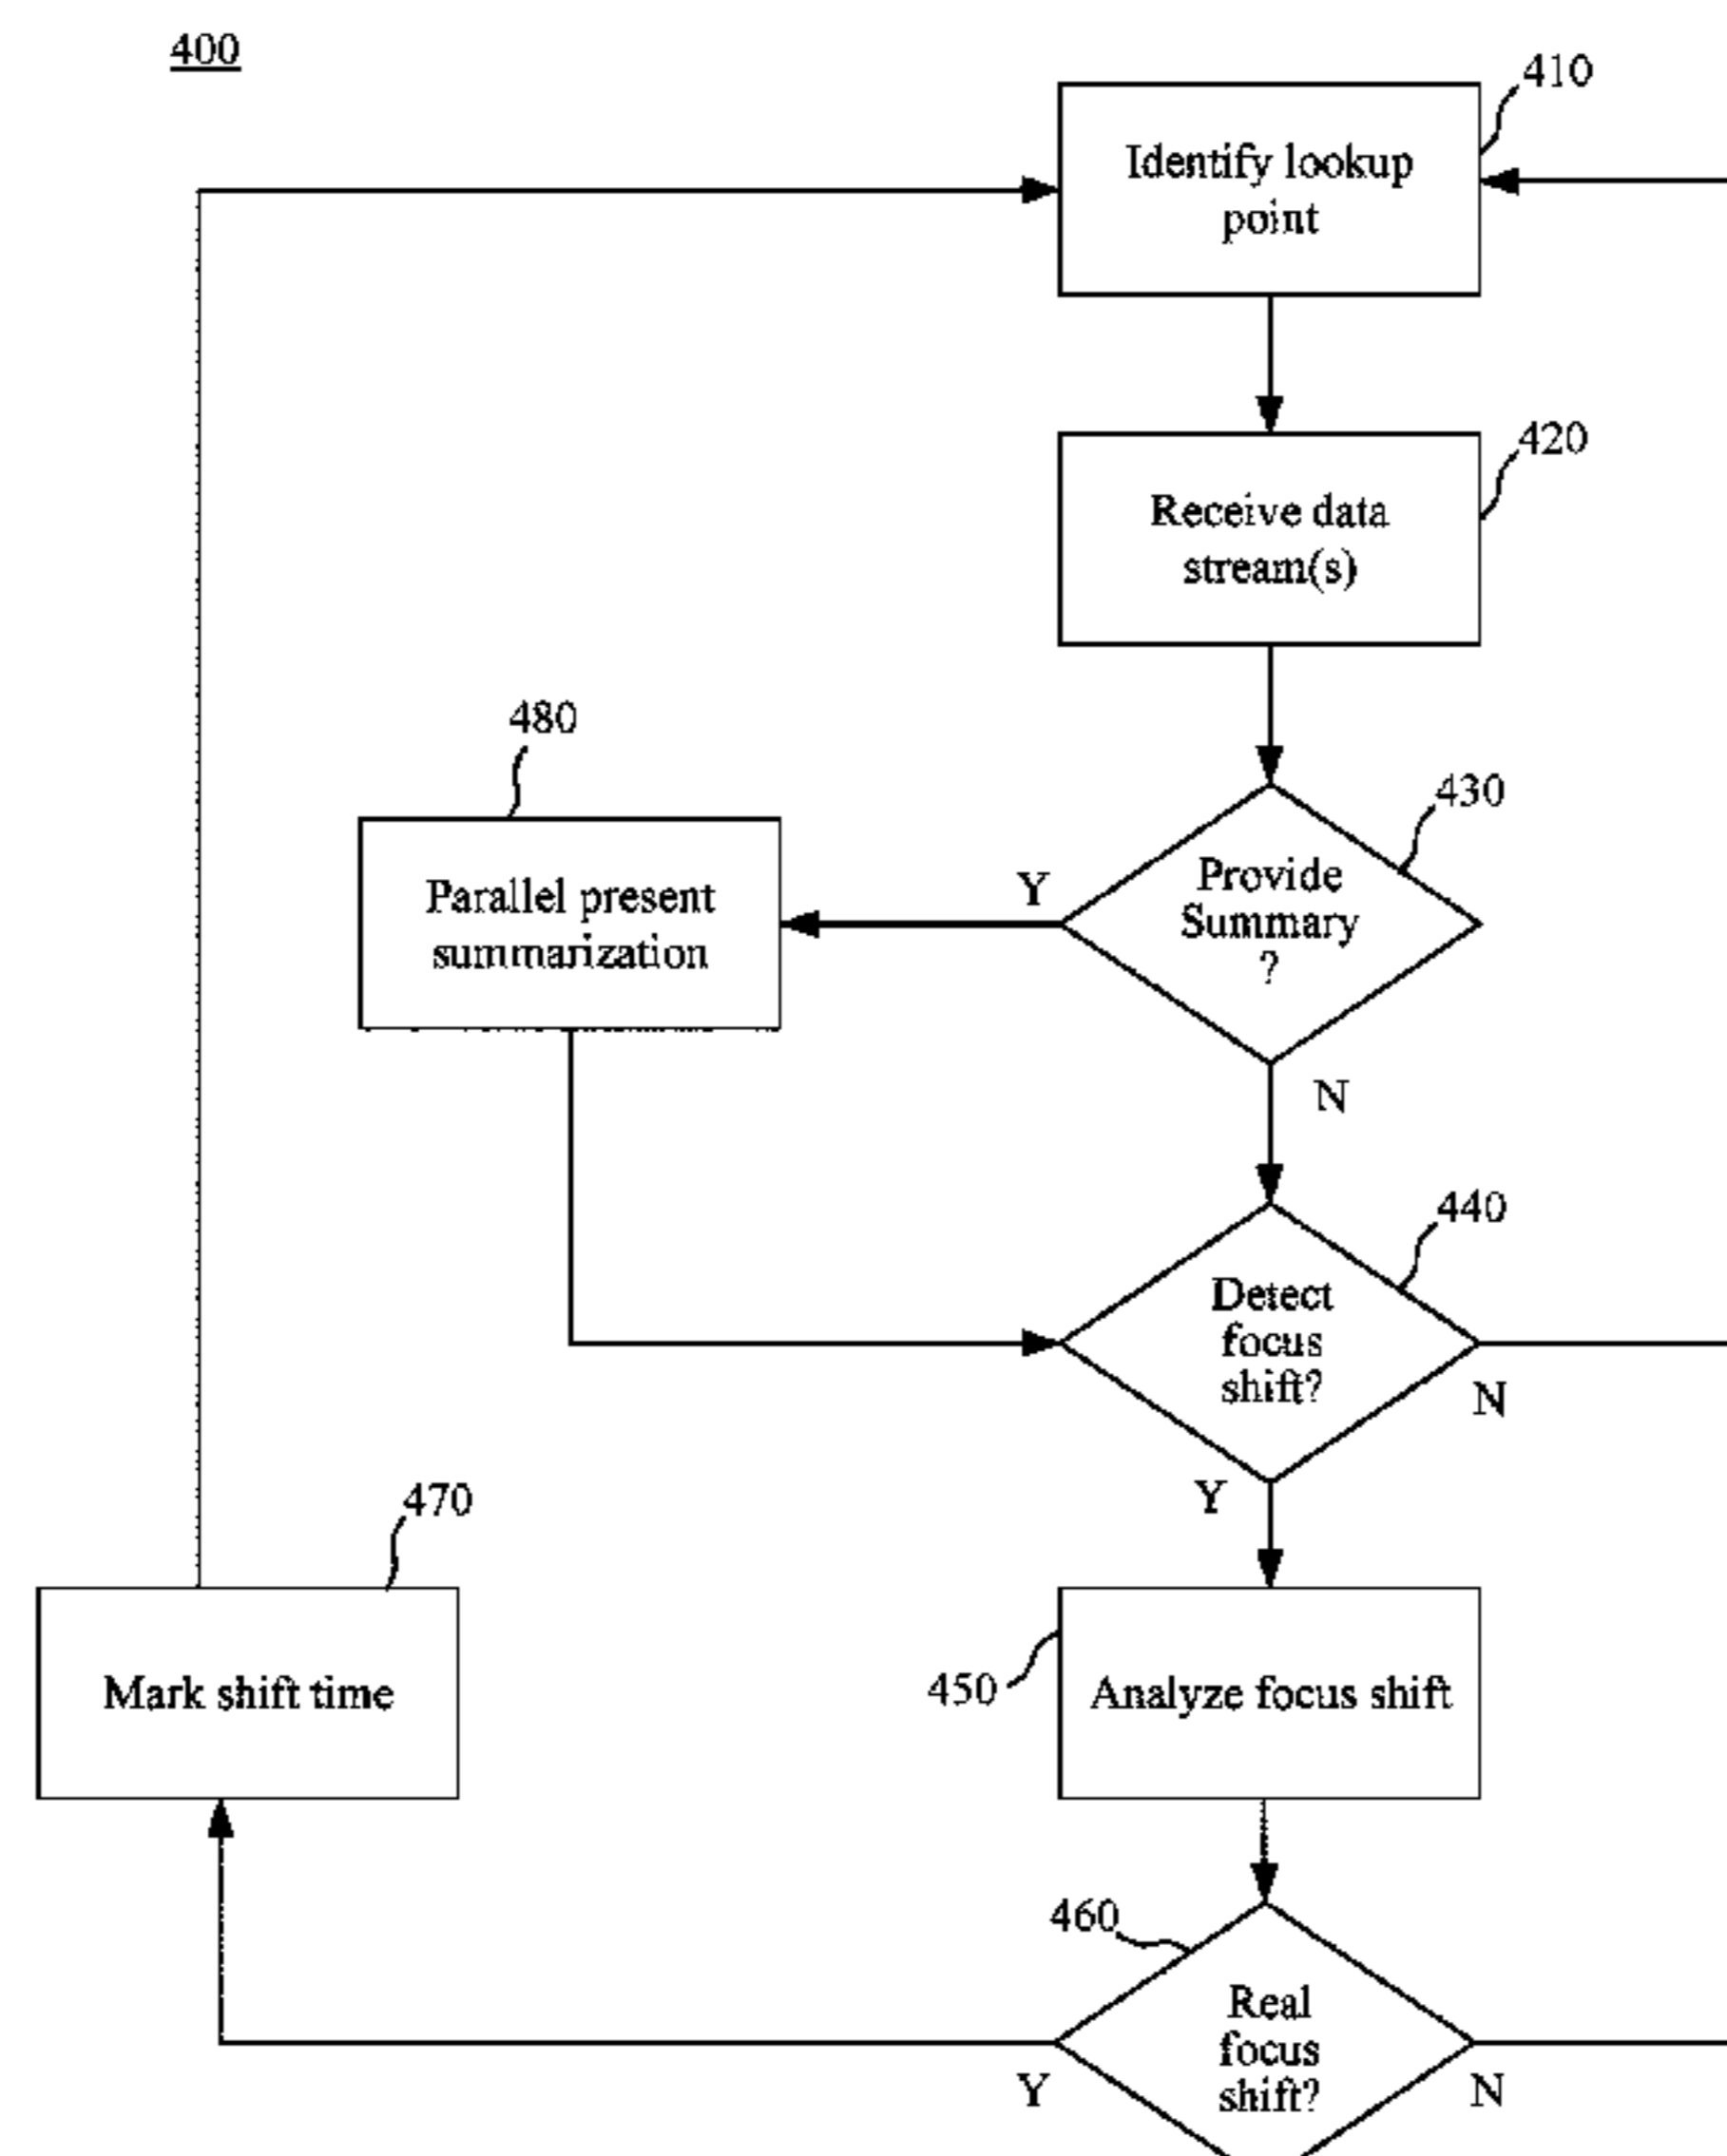 400
410
Identify lookup
point
420
Receive data
stream(s)
480
430
Parallel present
summarization
Y
Provide
Summary
?
N
440
Detect
focus
shift?
N
Y
470
Mark shift time
450
Analyze focus shift
460
Real
focus
shift?
Y
N